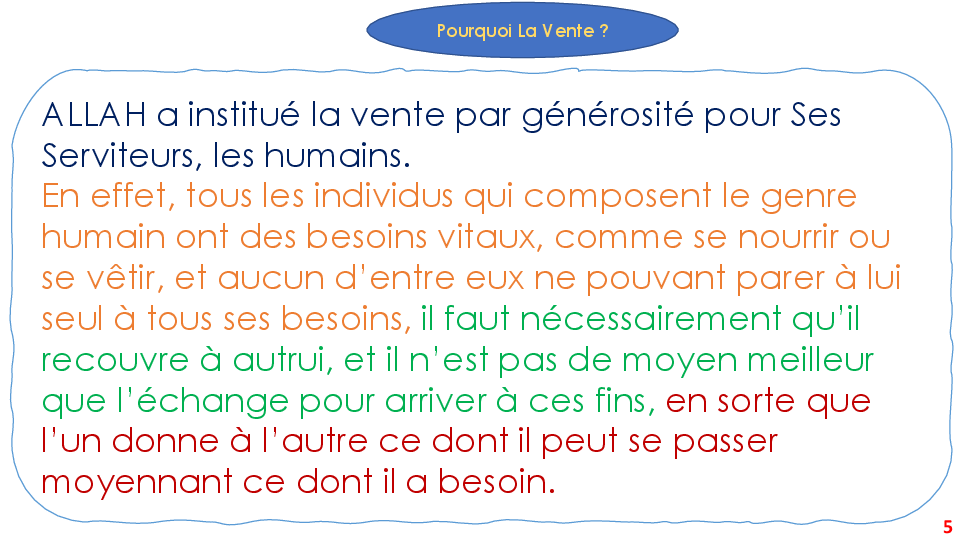 Pourquoi La Vente ?
ALLAH a institué la vente par générosité pour Ses
Serviteurs, les humains.
En effet, tous les individus qui composent le genre
humain ont des besoins vitaux, comme se nourrir ou
se vêtir, et aucun d'entre eux ne pouvant parer à lui
seul à tous ses besoins, il faut nécessairement qu'il
recouvre à autrui, et il n'est pas de moyen meilleur
que l'échange pour arriver à ces fins, en sorte que
l'un donne à l'autre ce dont il peut se passer
moyennant ce dont il a besoin.
5